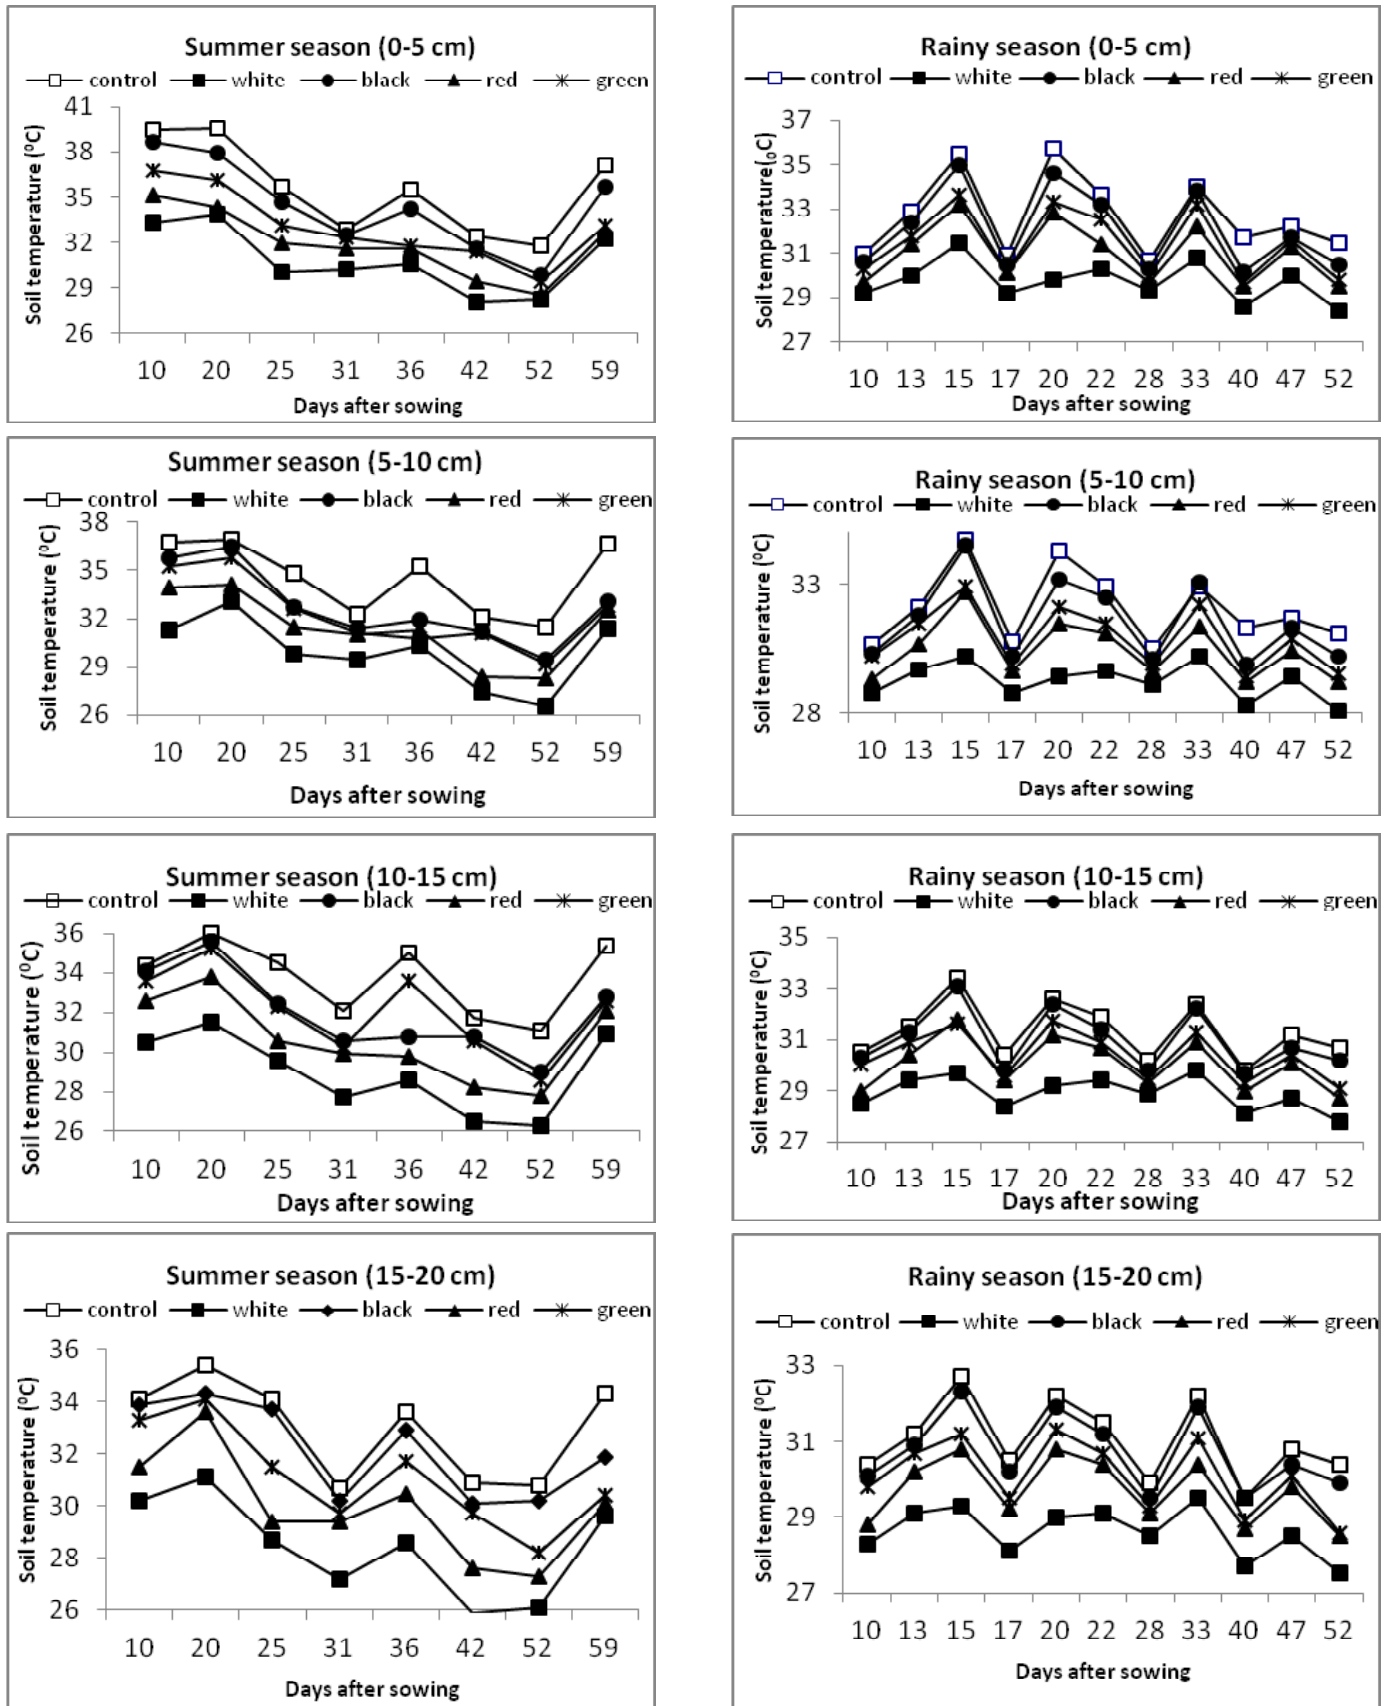 Summer season (0-5 cm)
control white black red green
Soil temperature (⁰C)
41
38
35
32
29
26
10 20 25 31 36 42 52 59
Days after sowing
Rainy season (0-5 cm)
control white black red green
Soil temperature(₀C)
37
35
33
31
29
27
10 13 15 17 20 22 28 33 40 47 52
Days after sowing
Summer season (5-10 cm)
control white black red green
Soil temperature (⁰C)
38
35
32
29
26
10 20 25 31 36 42 52 59
Days after sowing
Rainy season (5-10 cm)
control white black red green
Soil temperature (⁰C)
33
28
10 13 15 17 20 22 28 33 40 47 52
Days after sowing
Summer season (10-15 cm)
control white black red green
Soil temperature (⁰C)
36
34
32
30
28
26
10 20 25 31 36 42 52 59
Days after sowing
Rainy season (10-15 cm)
control white black red green
Soil temperature (⁰C)
35
33
31
29
27
10 13 15 17 20 22 28 33 40 47 52
Days after sowing
Summer season (15-20 cm)
control white black red green
Soil temperature (⁰C)
36
34
32
30
28
26
10 20 25 31 36 42 52 59
Days after sowing
Rainy season (15-20 cm)
control white black red green
Soil temperature (⁰C)
33
31
29
27
10 13 15 17 20 22 28 33 40 47 52
Days after sowing